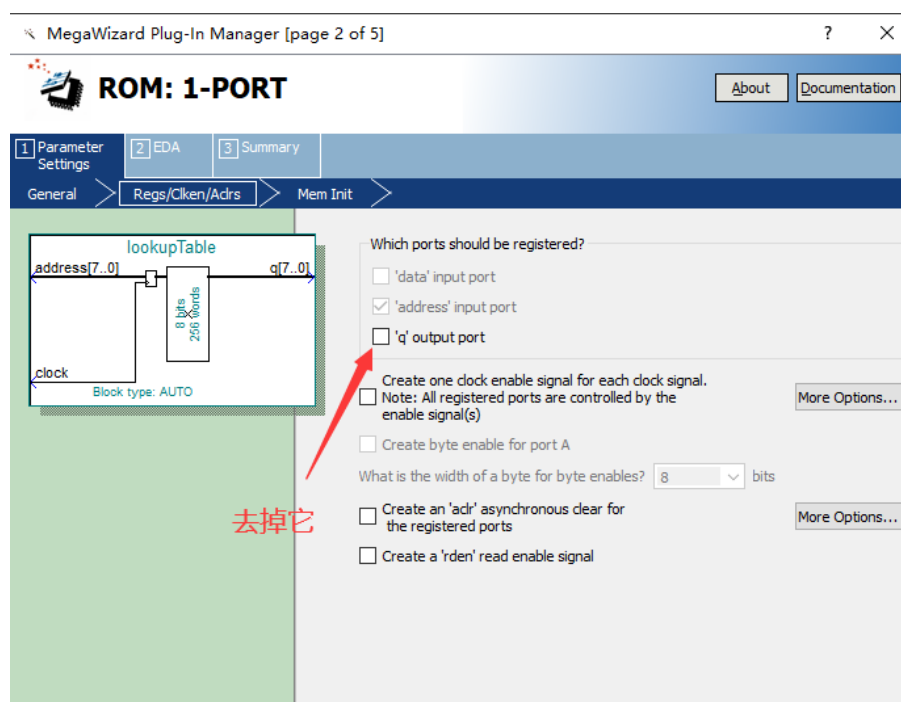 MegaWizard Plug-In Manager [page 2 of 5]
?
ROM: 1-PORT
About
Documentation
1 Parameter Settings
2 EDA
3 Summary
General
Regs/Clken/Aclrs
Mem Init
lookupTable
address[7..0]
q[7..0]
8 bits
256 words
clock
Block type: AUTO
Which ports should be registered?
'data' input port
'address' input port
'q' output port
Create one clock enable signal for each clock signal.
Note: All registered ports are controlled by the
enable signal(s)
More Options...
Create byte enable for port A
What is the width of a byte for byte enables?
8
bits
去掉它
Create an 'aclr' asynchronous clear for
the registered ports
More Options...
Create a 'rden' read enable signal